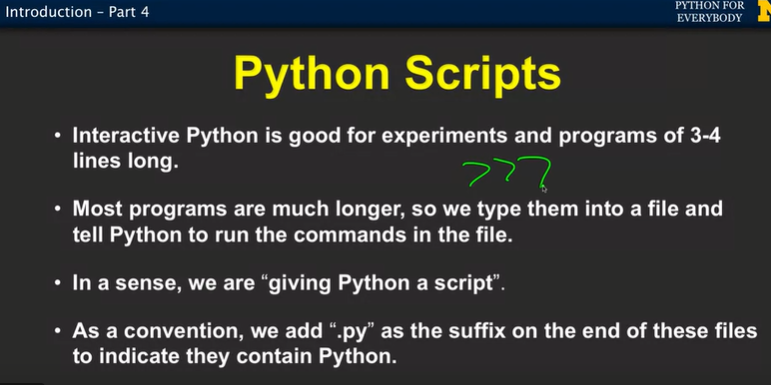 Introduction – Part 4
PYTHON FOR
EVERYBODY
Python Scripts
• Interactive Python is good for experiments and programs of 3-4
lines long.
>>>
• Most programs are much longer, so we type them into a file and
tell Python to run the commands in the file.
• In a sense, we are “giving Python a script”.
• As a convention, we add “.py” as the suffix on the end of these files
to indicate they contain Python.